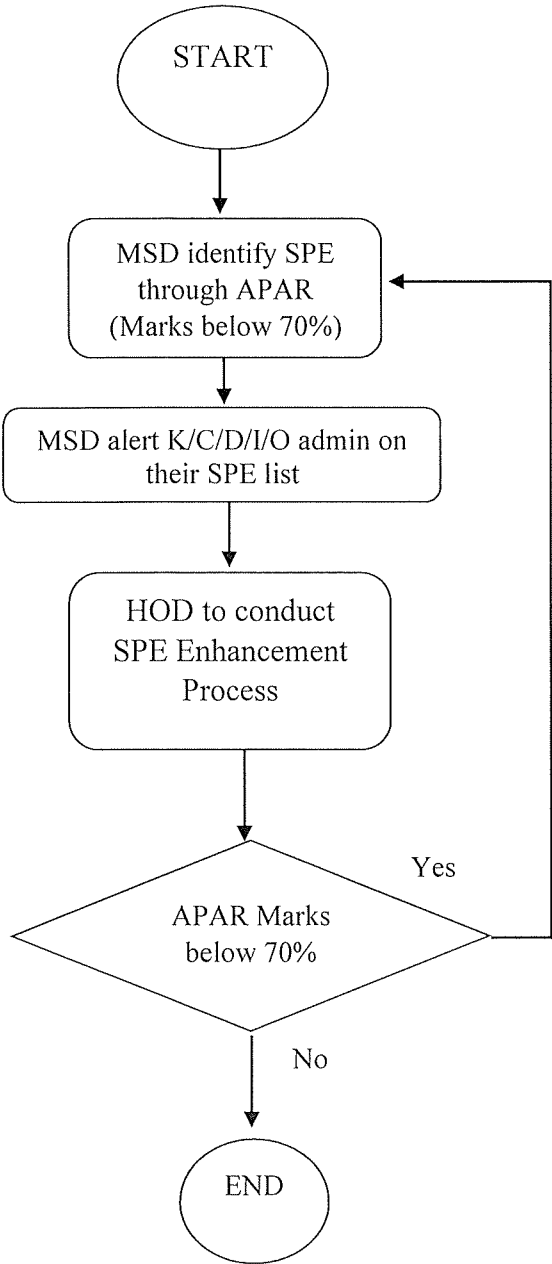 START
MSD identify SPE
through APAR
(Marks below 70%)
MSD alert K/C/D/I/O admin on
their SPE list
HOD to conduct
SPE Enhancement
Process
Yes
APAR Marks
below 70%
No
END